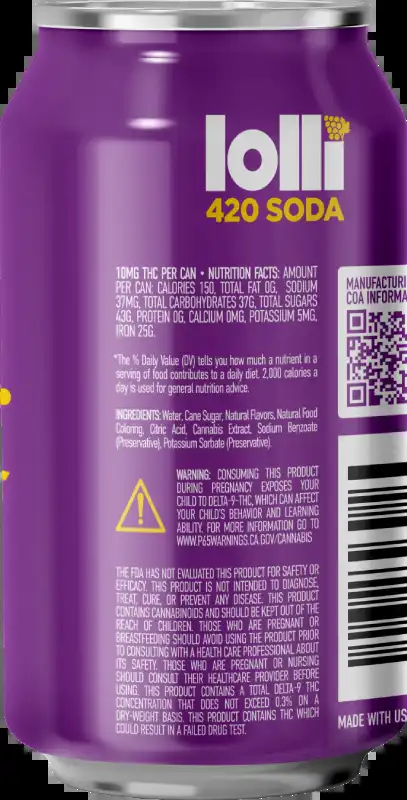 lolli
420 SODA
10MG THC PER CAN • NUTRITION FACTS: AMOUNT
PER CAN: CALORIES 150, TOTAL FAT 0G, SODIUM
37MG, TOTAL CARBOHYDRATES 37G, TOTAL SUGARS
43G, PROTEIN 0G, CALCIUM 0MG, POTASSIUM 5MG,
IRON 25G.
*The % Daily Value (DV) tells you how much a nutrient in a
serving of food contributes to a daily diet. 2,000 calories a
day is used for general nutrition advice.
INGREDIENTS: Water, Cane Sugar, Natural Flavors, Natural Food
Coloring, Citric Acid, Cannabis Extract, Sodium Benzoate
(Preservative), Potassium Sorbate (Preservative).
WARNING: CONSUMING THIS PRODUCT
DURING PREGNANCY EXPOSES YOUR
CHILD TO DELTA-9-THC, WHICH CAN AFFECT
YOUR CHILD'S BEHAVIOR AND LEARNING
ABILITY. FOR MORE INFORMATION GO TO
WWW.P65WARNINGS.CA.GOV/CANNABIS
THE FDA HAS NOT EVALUATED THIS PRODUCT FOR SAFETY OR
EFFICACY. THIS PRODUCT IS NOT INTENDED TO DIAGNOSE,
TREAT, CURE, OR PREVENT ANY DISEASE. THIS PRODUCT
CONTAINS CANNABINOIDS AND SHOULD BE KEPT OUT OF THE
REACH OF CHILDREN. THOSE WHO ARE PREGNANT OR
BREASTFEEDING SHOULD AVOID USING THE PRODUCT PRIOR
TO CONSULTING WITH A HEALTH CARE PROFESSIONAL ABOUT
ITS SAFETY. THOSE WHO ARE PREGNANT OR NURSING
SHOULD CONSULT THEIR HEALTHCARE PROVIDER BEFORE
USING. THIS PRODUCT CONTAINS A TOTAL DELTA-9 THC
CONCENTRATION THAT DOES NOT EXCEED 0.3% ON A
DRY-WEIGHT BASIS. THIS PRODUCT CONTAINS THC WHICH
COULD RESULT IN A FAILED DRUG TEST.
MANUFACTURI
COA INFORMA
MADE WITH US